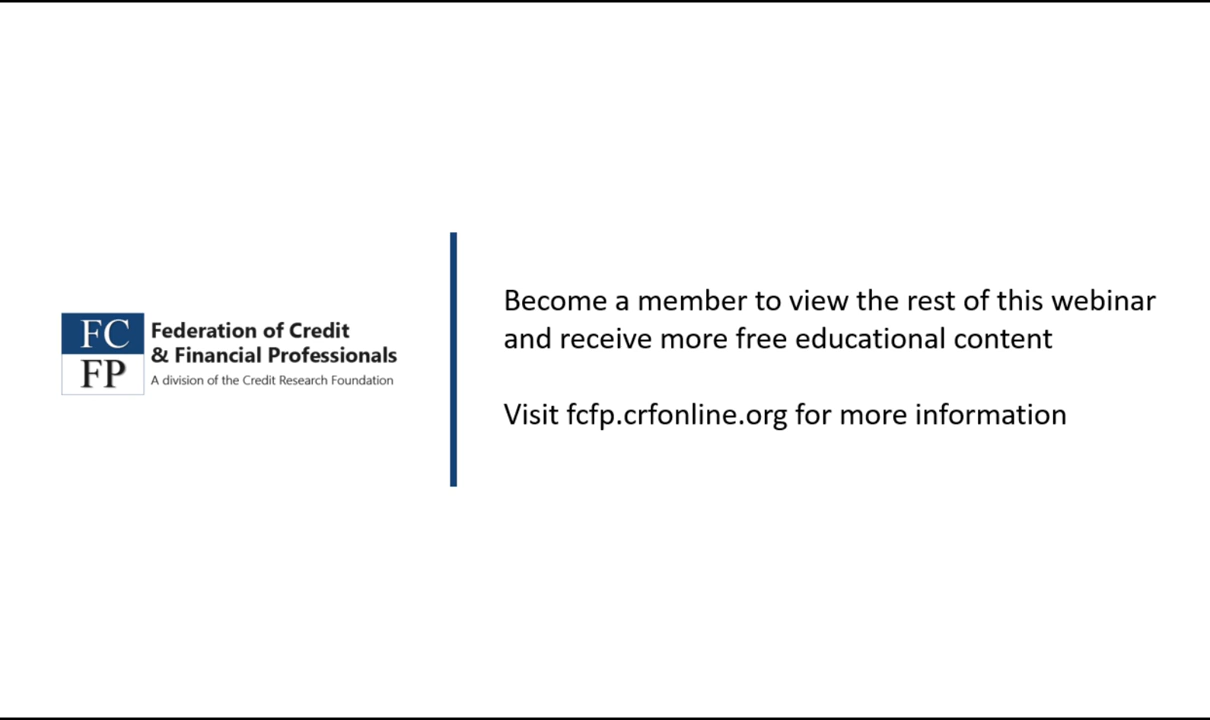 FC
FP
Federation of Credit
& Financial Professionals
A division of the Credit Research Foundation
Become a member to view the rest of this webinar
and receive more free educational content
Visit fcfp.crfonline.org for more information